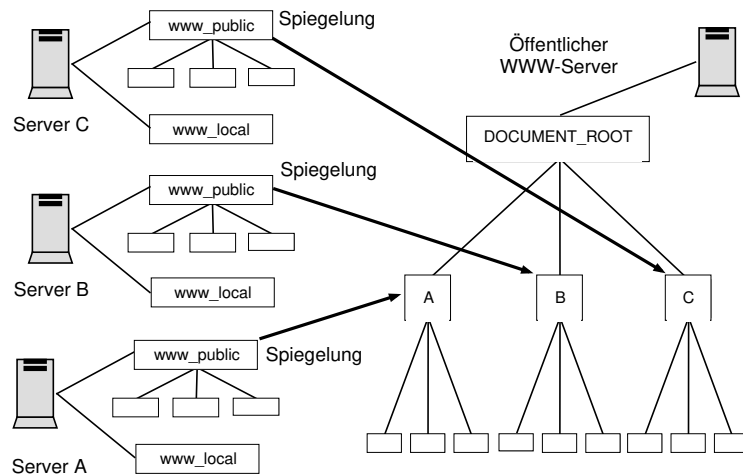 www_public
Spiegelung
Server C
www_local
Öffentlicher
WWW-Server
DOCUMENT_ROOT
www_public
Spiegelung
Server B
www_local
A
B
C
www_public
Spiegelung
Server A
www_local